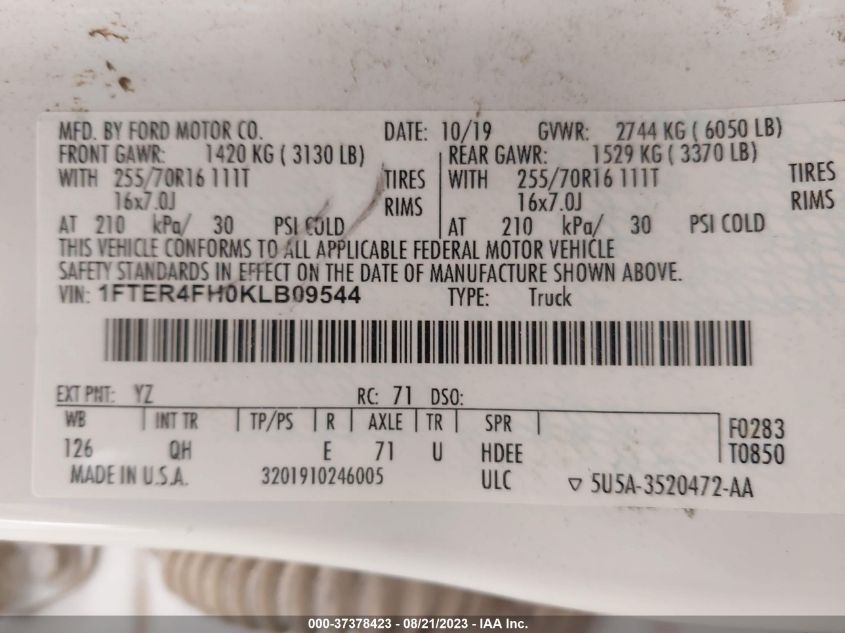 MFD. BY FORD MOTOR CO. DATE: 10/19 GVWR: 2744 KG ( 6050 LB)
FRONT GAWR: 1420 KG ( 3130 LB) REAR GAWR: 1529 KG ( 3370 LB)
WITH 255/70R16 111T TIRES WITH 255/70R16 111T TIRES
16x7.0J RIMS 16x7.0J RIMS
AT 210 kPa/ 30 PSI COLD AT 210 kPa/ 30 PSI COLD
THIS VEHICLE CONFORMS TO ALL APPLICABLE FEDERAL MOTOR VEHICLE
SAFETY STANDARDS IN EFFECT ON THE DATE OF MANUFACTURE SHOWN ABOVE.
VIN: 1FTER4FH0KLB09544 TYPE: Truck
EXT PNT: YZ RC: 71 DSO:
WB INT TR TP/PS R AXLE TR SPR F0283
126 QH E 71 U HDEE T0850
MADE IN U.S.A. 3201910246005 ULC ▽ 5U5A-3520472-AA
000-37378423 - 08/21/2023 - Copyright © 2023 IAA, Inc.